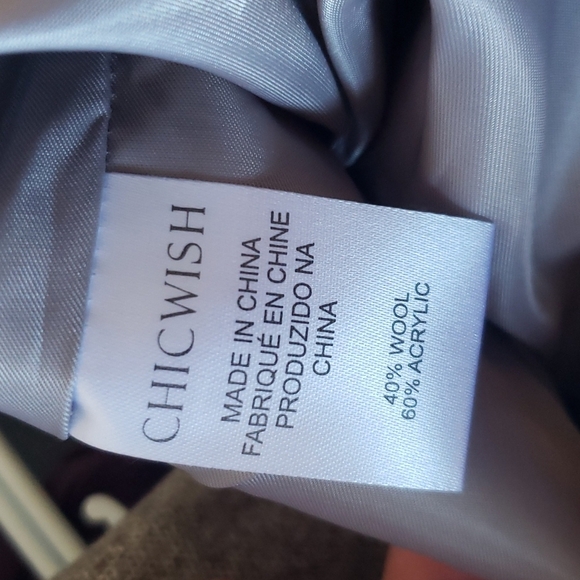 CHICWISH
MADE IN CHINA
FABRIQUÉ EN CHINE
PRODUZIDO NA
CHINA
40% WOOL
60% ACRYLIC